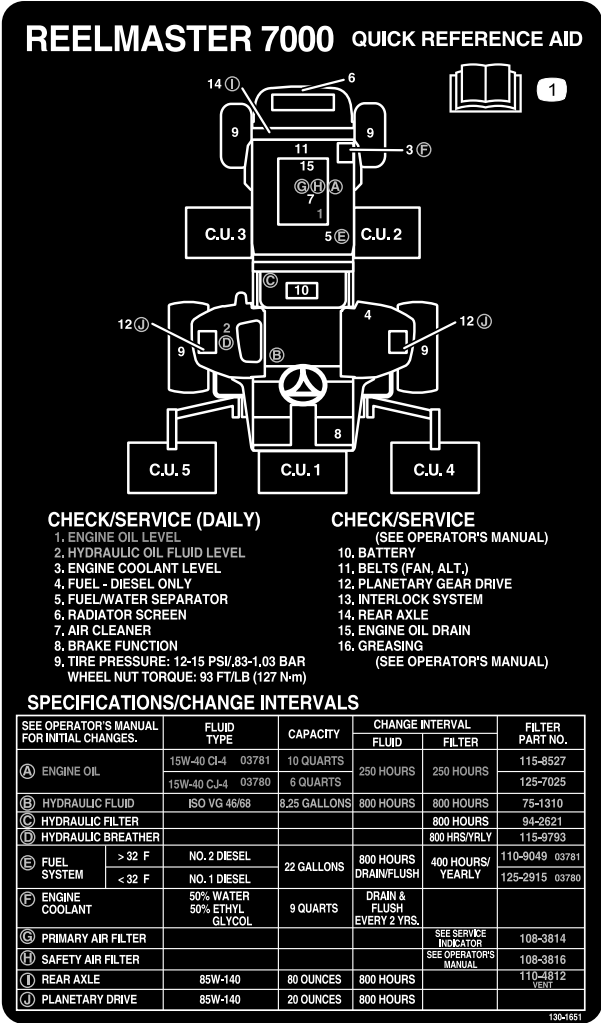 REELMASTER 7000 QUICK REFERENCE AID
1
14 I
6
9
9
11
3 F
15
G H A
7
1
C.U. 3
5 E
C.U. 2
C
10
12 J
2
D
4
12 J
9
B
9
8
C.U. 5
C.U. 1
C.U. 4
CHECK/SERVICE (DAILY)
1. ENGINE OIL LEVEL
2. HYDRAULIC OIL FLUID LEVEL
3. ENGINE COOLANT LEVEL
4. FUEL - DIESEL ONLY
5. FUEL/WATER SEPARATOR
6. RADIATOR SCREEN
7. AIR CLEANER
8. BRAKE FUNCTION
9. TIRE PRESSURE: 12-15 PSI/.83-1.03 BAR
WHEEL NUT TORQUE: 93 FT/LB (127 N•m)
CHECK/SERVICE
(SEE OPERATOR'S MANUAL)
10. BATTERY
11. BELTS (FAN, ALT.)
12. PLANETARY GEAR DRIVE
13. INTERLOCK SYSTEM
14. REAR AXLE
15. ENGINE OIL DRAIN
16. GREASING
(SEE OPERATOR'S MANUAL)
SPECIFICATIONS/CHANGE INTERVALS
SEE OPERATOR'S MANUAL
FOR INITIAL CHANGES.
FLUID
TYPE
CAPACITY
CHANGE INTERVAL
FLUID
FILTER
FILTER
PART NO.
A ENGINE OIL
15W-40 CI-4 03781
10 QUARTS
250 HOURS
250 HOURS
115-8527
15W-40 CJ-4 03780
6 QUARTS
125-7025
B HYDRAULIC FLUID
ISO VG 46/68
8.25 GALLONS
800 HOURS
800 HOURS
75-1310
C HYDRAULIC FILTER
800 HOURS
94-2621
D HYDRAULIC BREATHER
800 HRS/YRLY
115-9793
E FUEL
SYSTEM
> 32 F
NO. 2 DIESEL
22 GALLONS
800 HOURS
DRAIN/FLUSH
400 HOURS/
YEARLY
110-9049 03781
< 32 F
NO. 1 DIESEL
125-2915 03780
F ENGINE
COOLANT
50% WATER
50% ETHYL
GLYCOL
9 QUARTS
DRAIN &
FLUSH
EVERY 2 YRS.
G PRIMARY AIR FILTER
SEE SERVICE
INDICATOR
108-3814
H SAFETY AIR FILTER
SEE OPERATOR'S
MANUAL
108-3816
I REAR AXLE
85W-140
80 OUNCES
800 HOURS
110-4812
VENT
J PLANETARY DRIVE
85W-140
20 OUNCES
800 HOURS
130-1651